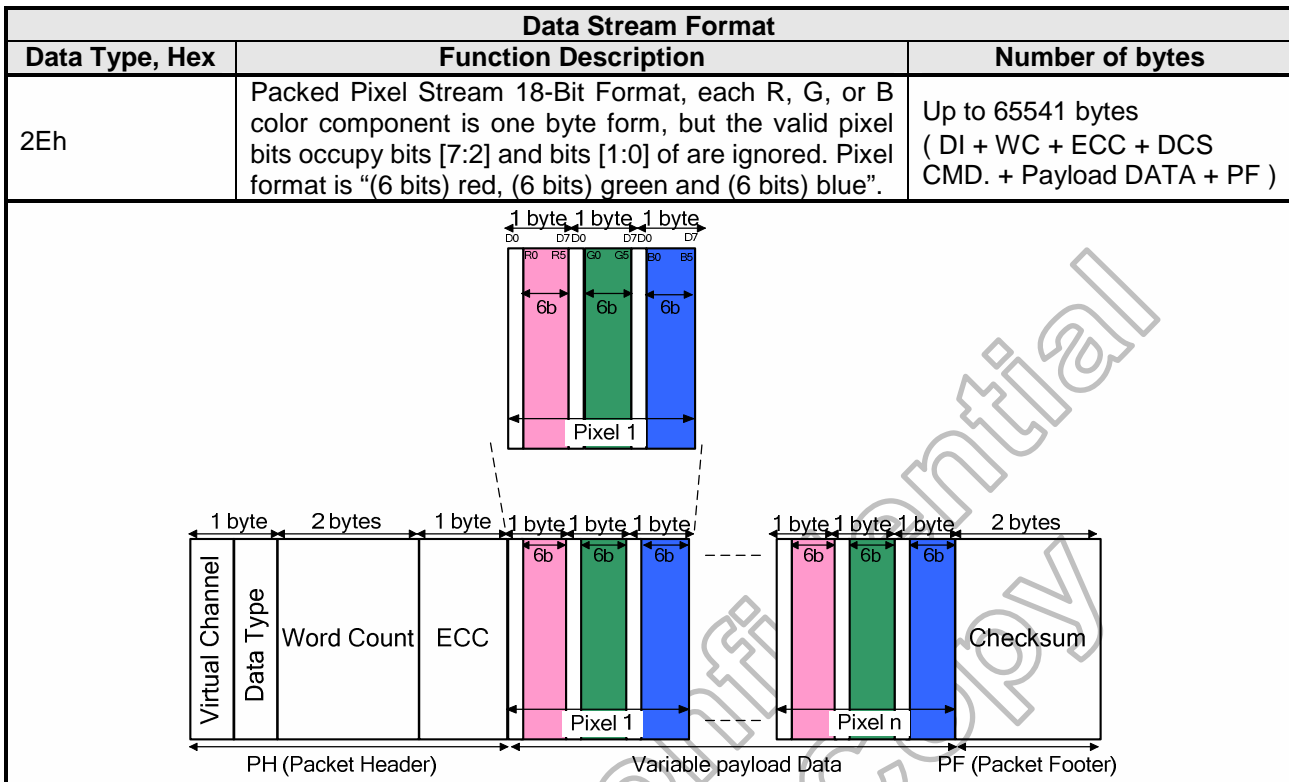 Data Stream Format
Data Type, Hex Function Description Number of bytes
2Eh
Packed Pixel Stream 18-Bit Format, each R, G, or B
color component is one byte form, but the valid pixel
bits occupy bits [7:2] and bits [1:0] of are ignored. Pixel
format is “(6 bits) red, (6 bits) green and (6 bits) blue”.
Up to 65541 bytes
( DI + WC + ECC + DCS
CMD. + Payload DATA + PF )
1 byte 1 byte 1 byte
D0 D7 D0 D7 D0 D7
R0 R5 G0 G5 B0 B5
6b 6b 6b
Pixel 1
1 byte 2 bytes 1 byte 1 byte 1 byte 1 byte 1 byte 1 byte 1 byte 2 bytes
6b 6b 6b 6b 6b 6b
Virtual Channel
Data Type
Word Count
ECC
Checksum
Pixel 1 Pixel n
PH (Packet Header) Variable payload Data PF (Packet Footer)